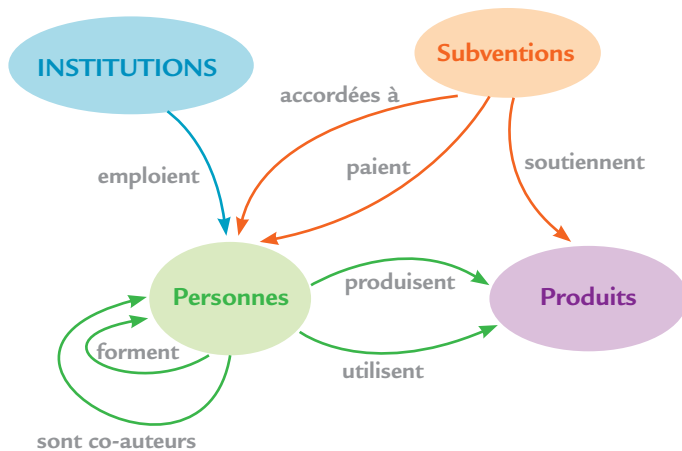 INSTITUTIONS
Subventions
accordées à
emploient
paient
soutiennent
Personnes
produisent
Produits
forment
utilisent
sont co-auteurs